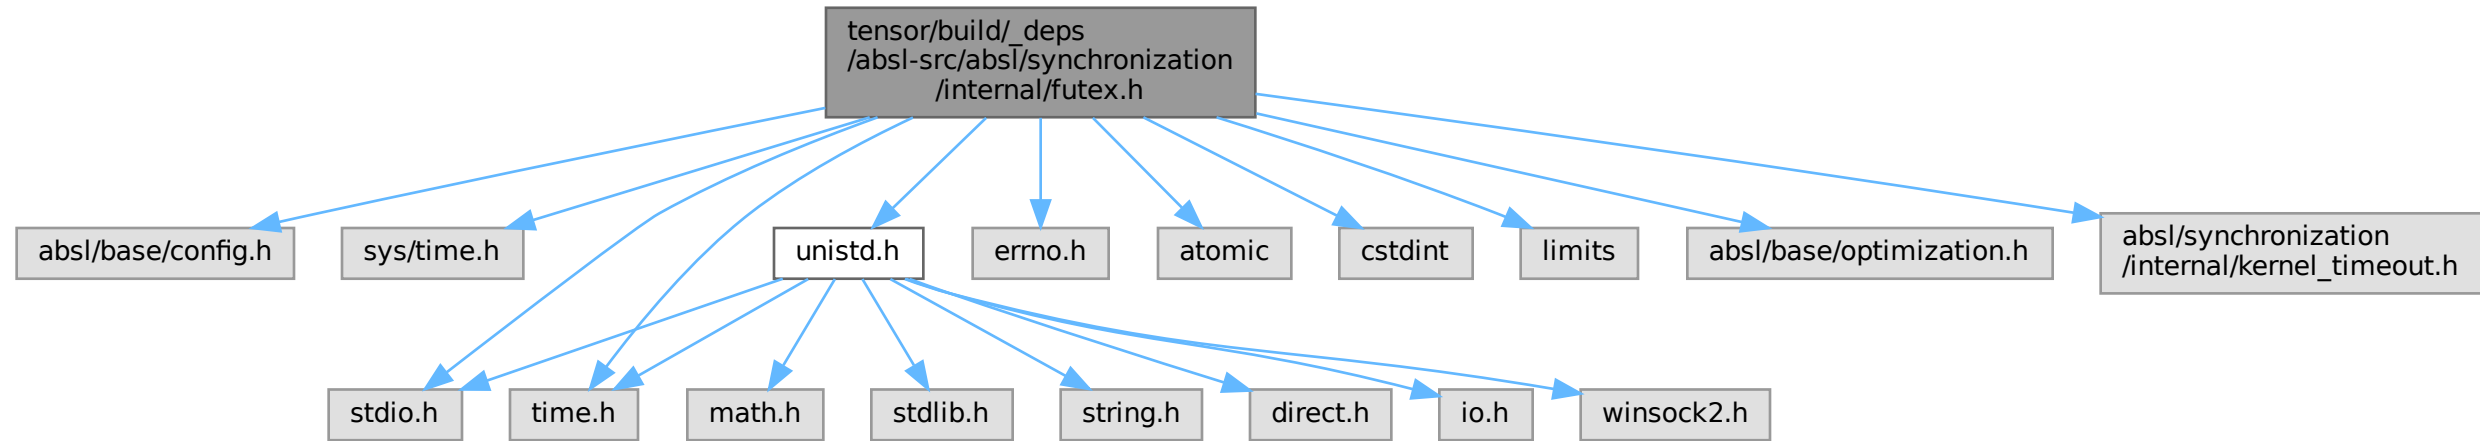 tensor/build/_deps
/absl-src/absl/synchronization
/internal/futex.h
absl/base/config.h
sys/time.h
unistd.h
errno.h
atomic
cstdint
limits
absl/base/optimization.h
absl/synchronization
/internal/kernel_timeout.h
stdio.h
time.h
math.h
stdlib.h
string.h
direct.h
io.h
winsock2.h